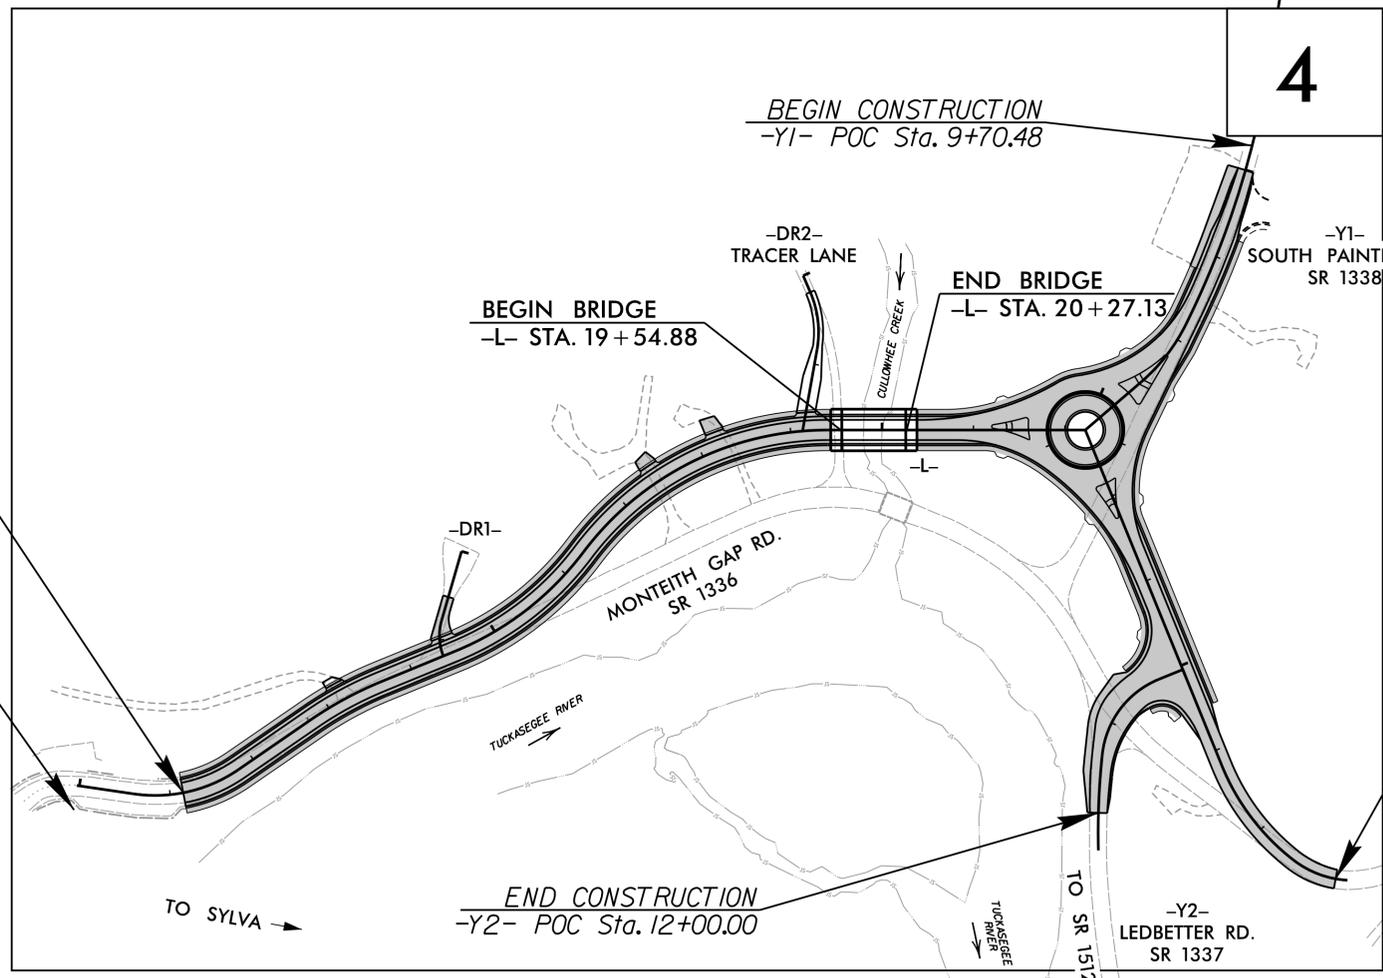 4
BEGIN CONSTRUCTION
-Y1- POC Sta. 9+70.48
-DR2-
TRACER LANE
-Y1-
SOUTH PAINT
SR 1338
END BRIDGE
-L- STA. 20+27.13
BEGIN BRIDGE
-L- STA. 19+54.88
CULLOWHEE CREEK
-L-
-DR1-
MONTEITH GAP RD.
SR 1336
TUCKASEGEE RIVER
END CONSTRUCTION
-Y2- POC Sta. 12+00.00
TO SYLVA
TUCKASEGEE
RIVER
TO SR 1512
-Y2-
LEDBETTER RD.
SR 1337